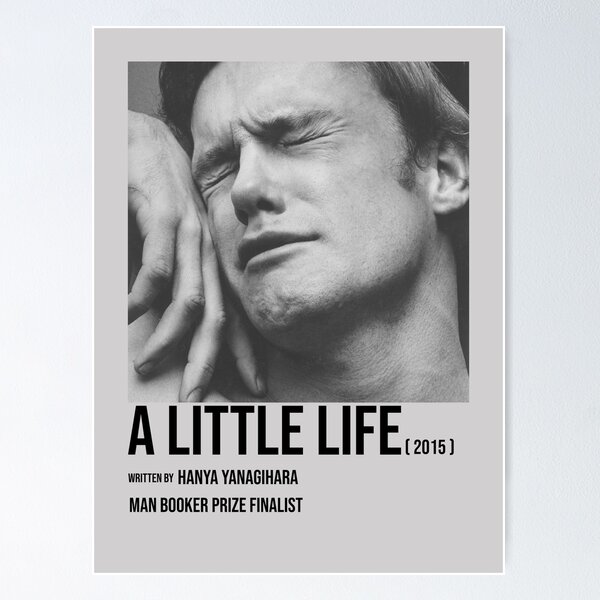 A LITTLE LIFE ( 2015 )
WRITTEN BY HANYA YANAGIHARA
MAN BOOKER PRIZE FINALIST